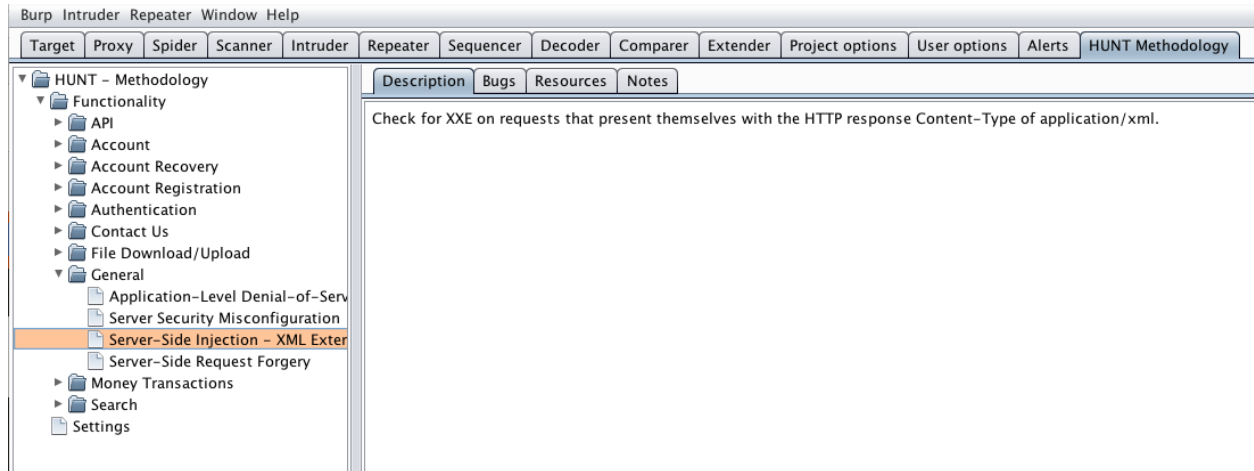 Burp Intruder Repeater Window Help
Target Proxy Spider Scanner Intruder Repeater Sequencer Decoder Comparer Extender Project options User options Alerts HUNT Methodology
HUNT – Methodology
Functionality
API
Account
Account Recovery
Account Registration
Authentication
Contact Us
File Download/Upload
General
Application–Level Denial–of–Serv
Server Security Misconfiguration
Server–Side Injection – XML Exter
Server–Side Request Forgery
Money Transactions
Search
Settings
Description Bugs Resources Notes
Check for XXE on requests that present themselves with the HTTP response Content–Type of application/xml.